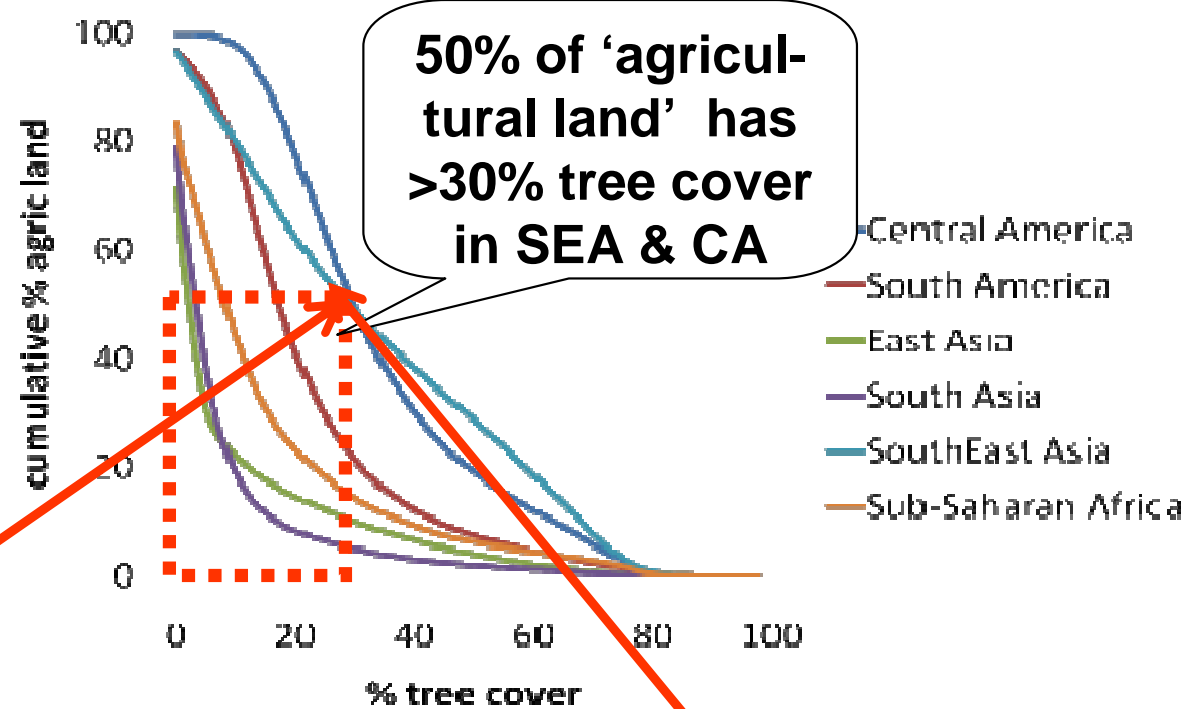 50% of ‘agricul-
tural land’ has
>30% tree cover
in SEA & CA
cumulative % agric land
100
80
60
40
20
0
0 20 40 60 80 100
% tree cover
Central America
South America
East Asia
South Asia
SouthEast Asia
Sub-Saharan Africa